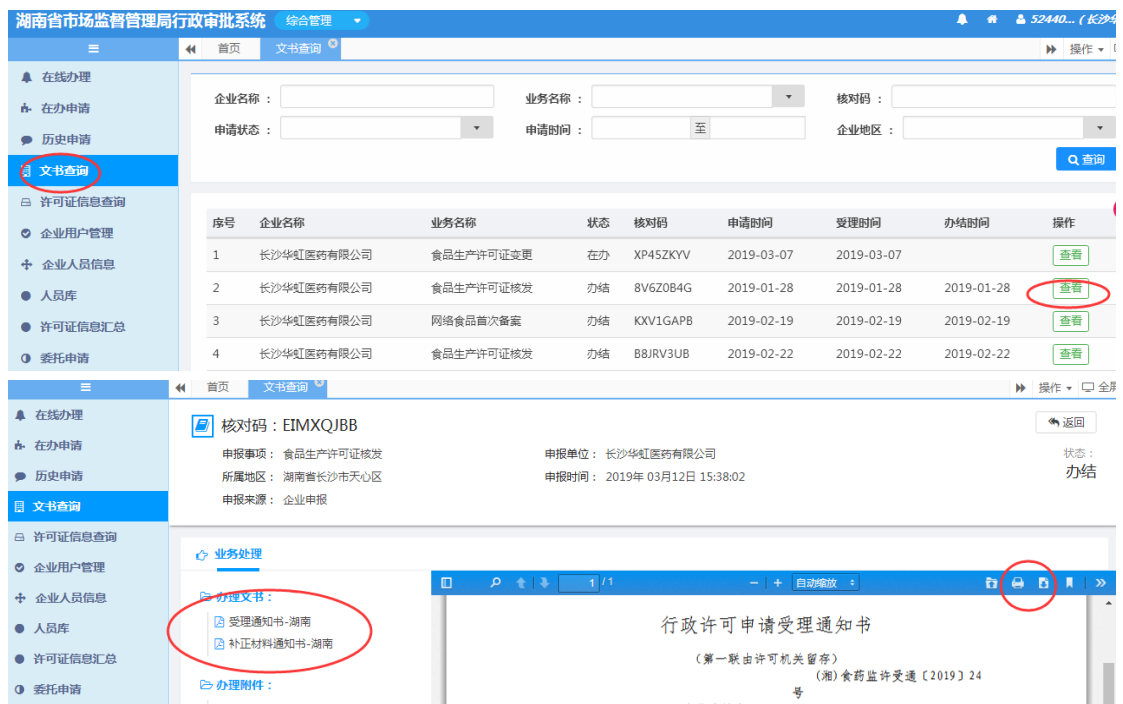 湖南省市场监督管理局行政审批系统 综合管理 52440... (长沙华
首页 文书查询 操作
在线办理
在办申请
历史申请
文书查询
许可证信息查询
企业用户管理
企业人员信息
人员库
许可证信息汇总
委托申请
企业名称： 业务名称： 核对码：
申请状态： 申请时间： 至 企业地区：
查询
序号 企业名称 业务名称 状态 核对码 申请时间 受理时间 办结时间 操作
1 长沙华虹医药有限公司 食品生产许可证变更 在办 XP45ZKYV 2019-03-07 2019-03-07 查看
2 长沙华虹医药有限公司 食品生产许可证核发 办结 8V6Z0B4G 2019-01-28 2019-01-28 2019-01-28 查看
3 长沙华虹医药有限公司 网络食品首次备案 办结 KXV1GAPB 2019-02-19 2019-02-19 2019-02-19 查看
4 长沙华虹医药有限公司 食品生产许可证核发 办结 B8JRV3UB 2019-02-22 2019-02-22 2019-02-22 查看
首页 文书查询 操作 全屏
在线办理
在办申请
历史申请
文书查询
许可证信息查询
企业用户管理
企业人员信息
人员库
许可证信息汇总
委托申请
核对码：EIMXQJBB 返回
申报事项： 食品生产许可证核发 申报单位： 长沙华虹医药有限公司 状态：
所属地区： 湖南省长沙市天心区 申报时间： 2019年 03月12日 15:38:02 办结
申报来源： 企业申报
业务处理
办理文书：
受理通知书-湖南
补正材料通知书-湖南
办理附件：
1 /1 自动缩放
行政许可申请受理通知书
（第一联由许可机关留存）
（湘）食药监许受通〔2019〕24
号